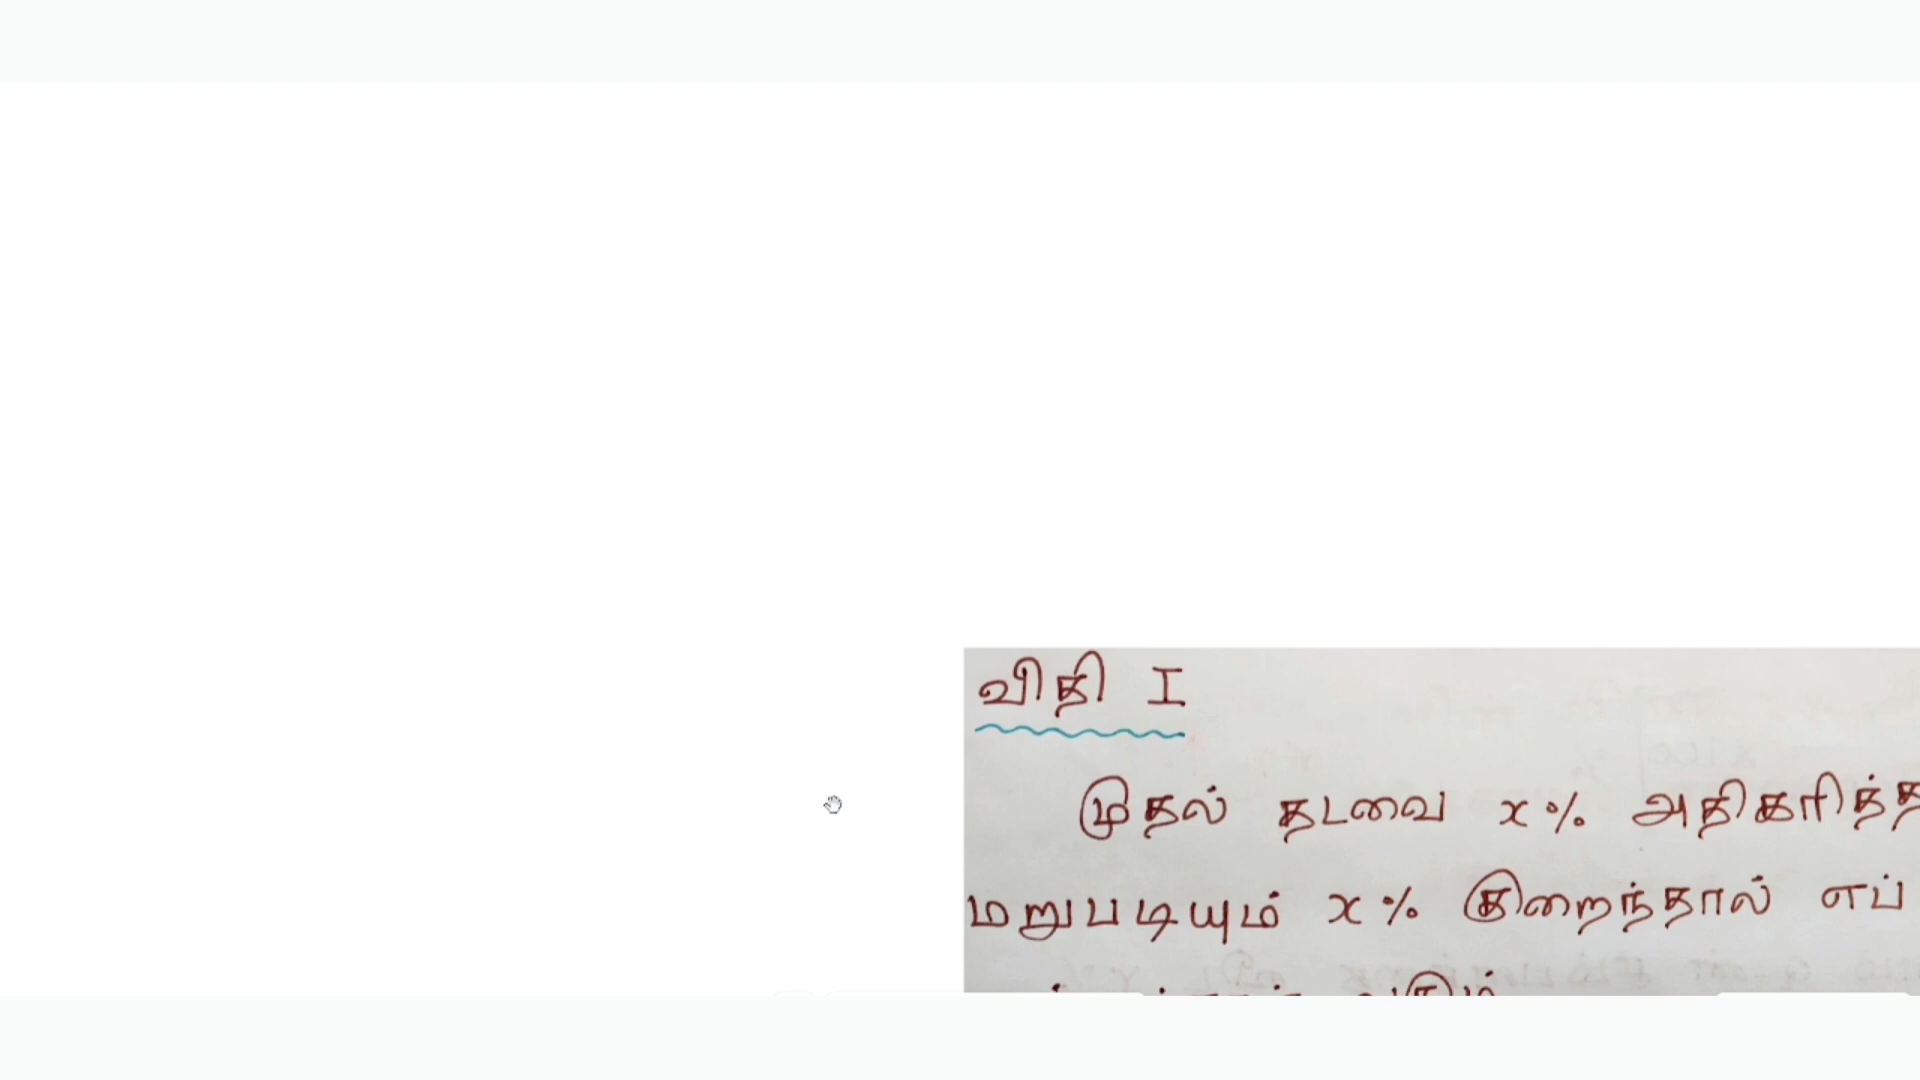 விதி I
முதல் தடவை x% அதிகரித்த
மறுபடியும் x% குறைந்தால் எப்